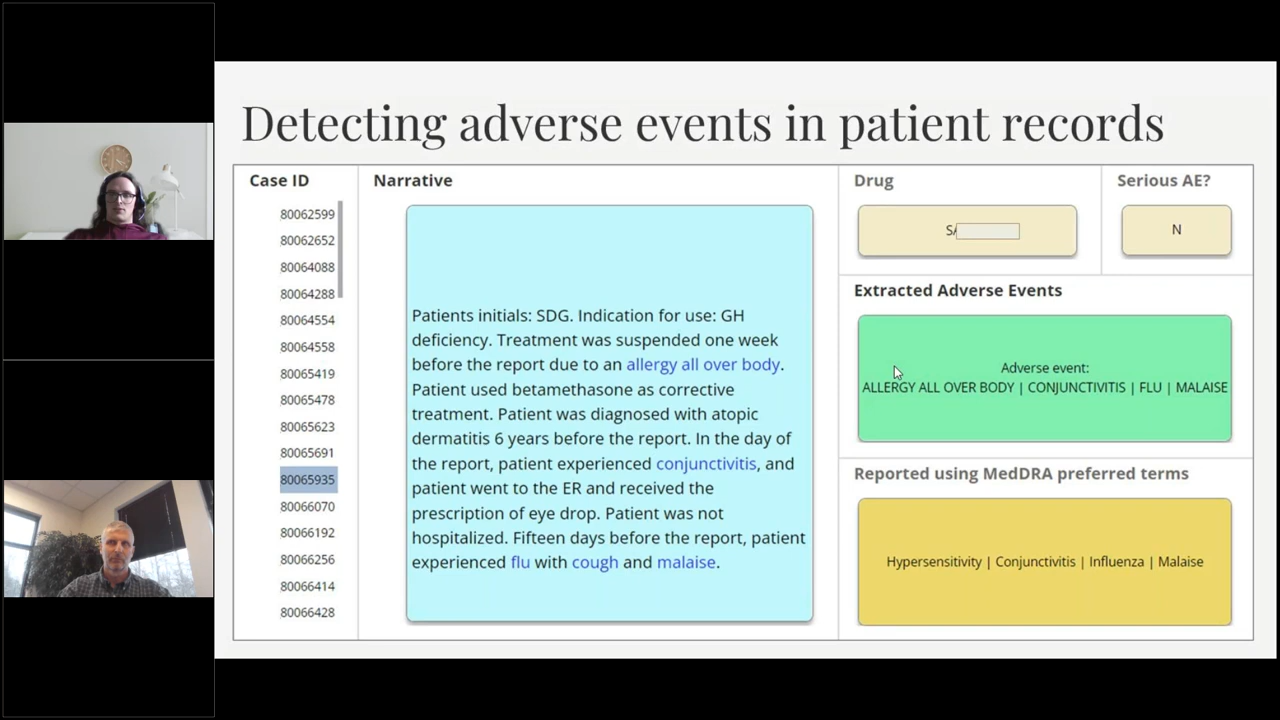 Detecting adverse events in patient records
Case ID
80062599
80062652
80064088
80064288
80064554
80064558
80065419
80065478
80065623
80065691
80065935
80066070
80066192
80066256
80066414
80066428
Narrative
Patients initials: SDG. Indication for use: GH
deficiency. Treatment was suspended one week
before the report due to an allergy all over body.
Patient used betamethasone as corrective
treatment. Patient was diagnosed with atopic
dermatitis 6 years before the report. In the day of
the report, patient experienced conjunctivitis, and
patient went to the ER and received the
prescription of eye drop. Patient was not
hospitalized. Fifteen days before the report, patient
experienced flu with cough and malaise.
Drug
SA
Serious AE?
N
Extracted Adverse Events
Adverse event:
ALLERGY ALL OVER BODY | CONJUNCTIVITIS | FLU | MALAISE
Reported using MedDRA preferred terms
Hypersensitivity | Conjunctivitis | Influenza | Malaise